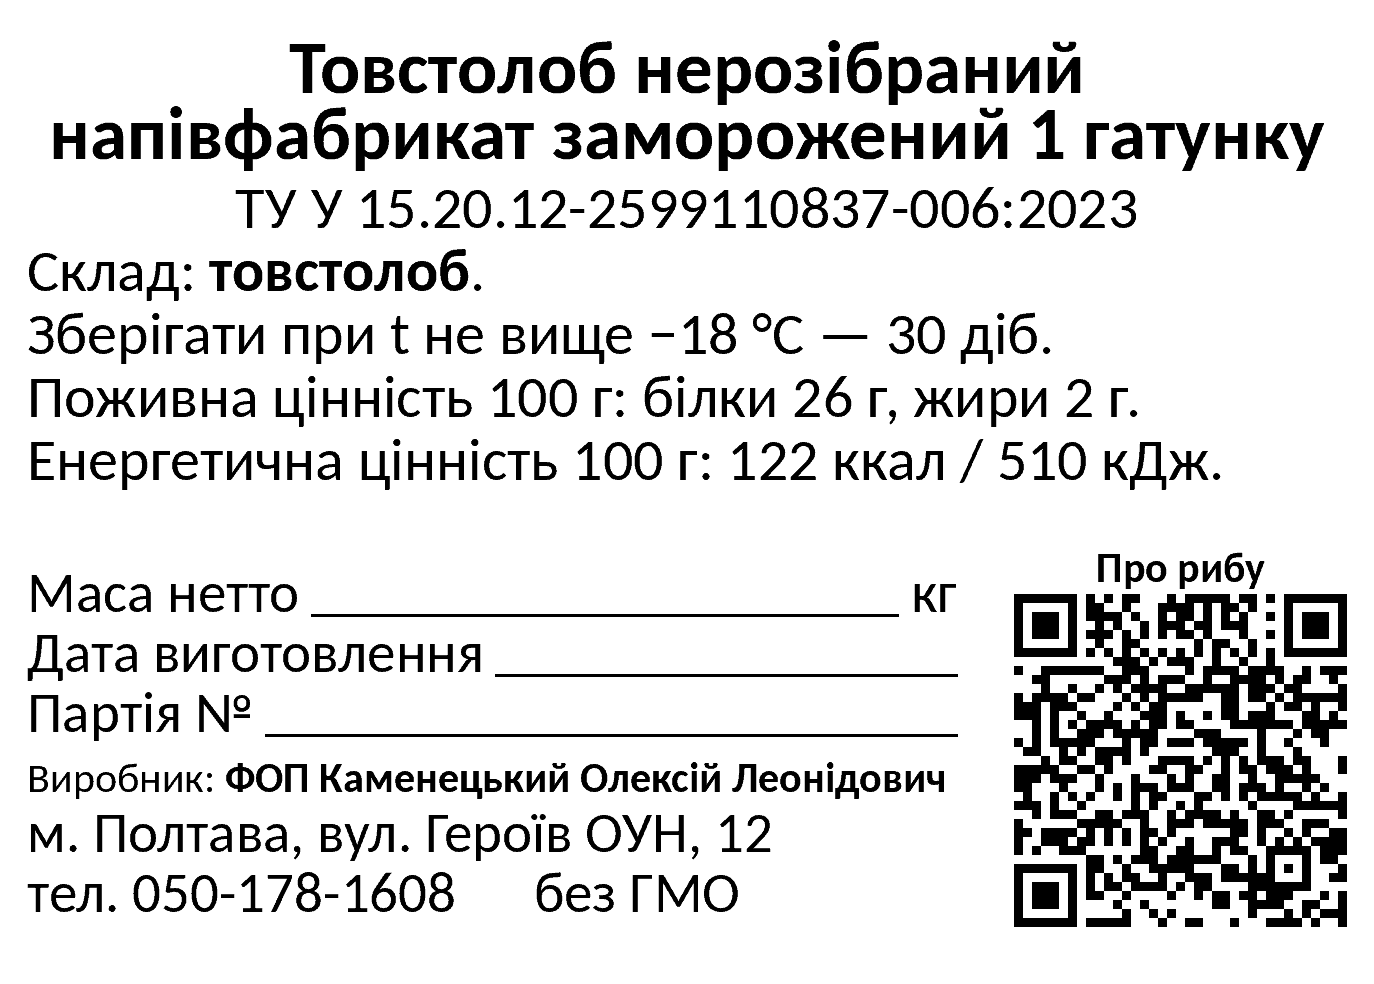 Товстолоб нерозібраний
напівфабрикат заморожений 1 гатунку
ТУ У 15.20.12-2599110837-006:2023
Склад: товстолоб.
Зберігати при t не вище −18 °С — 30 діб.
Поживна цінність 100 г: білки 26 г, жири 2 г.
Енергетична цінність 100 г: 122 ккал / 510 кДж.
Про рибу
Маса нетто ______ кг
Дата виготовлення ______
Партія № ______
Виробник: ФОП Каменецький Олексій Леонідович
м. Полтава, вул. Героїв ОУН, 12
тел. 050-178-1608 без ГМО